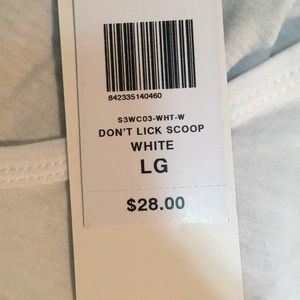 842335140460
S3WC03-WHT-W
DON'T LICK SCOOP
WHITE
LG
$28.00